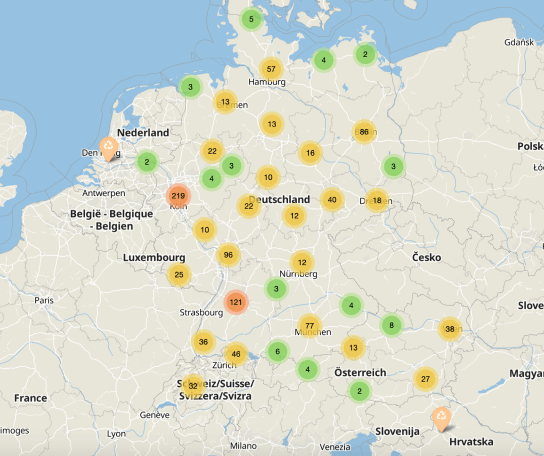 5
Gdańsk
4
2
57
Hamburg
3
13
men
13
86
Nederland
Den
22
16
Polsk
2
3
3
Łó
4
10
Antwerpen
219
Köln
22
Deutschland
40
18
België - Belgique
- Belgien
12
10
Luxembourg
96
Česko
12
25
Nürnberg
3
Paris
121
4
Slove
Strasbourg
77
8
38
München
36
13
46
6
Zürich
4
Österreich
27
Magyar
32
Schweiz/Suisse/
Svizzera/Svizra
2
France
Genève
Slovenija
imoges
Lyon
Hrvatska
Milano
Venezia